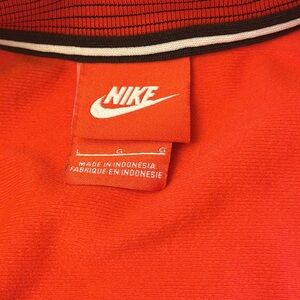 NIKE
L G G
MADE IN INDONESIA
FABRIQUE EN INDONESIE